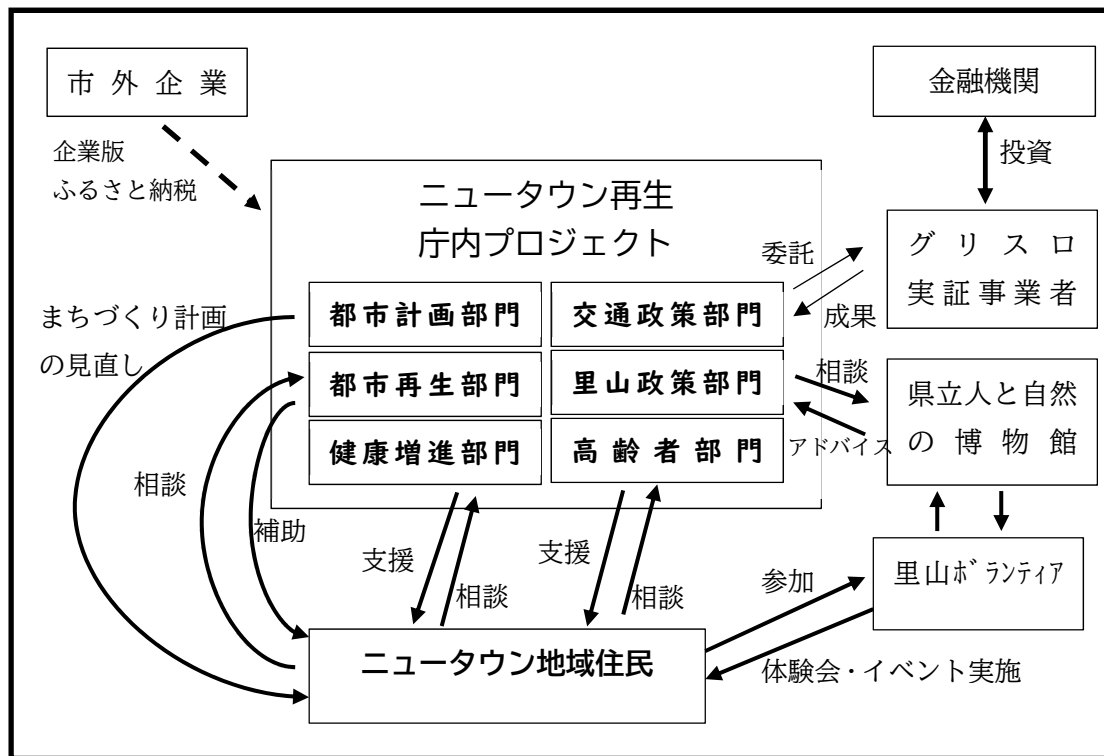 市外企業
金融機関
企業版
ふるさと納税
投資
ニュータウン再生
庁内プロジェクト
グリスロ
実証事業者
委託
成果
まちづくり計画
の見直し
都市計画部門
交通政策部門
都市再生部門
里山政策部門
健康増進部門
高齢者部門
相談
アドバイス
県立人と自然
の博物館
相談
補助
支援
相談
支援
相談
参加
里山ﾎﾞﾗﾝﾃｨｱ
ニュータウン地域住民
体験会・イベント実施